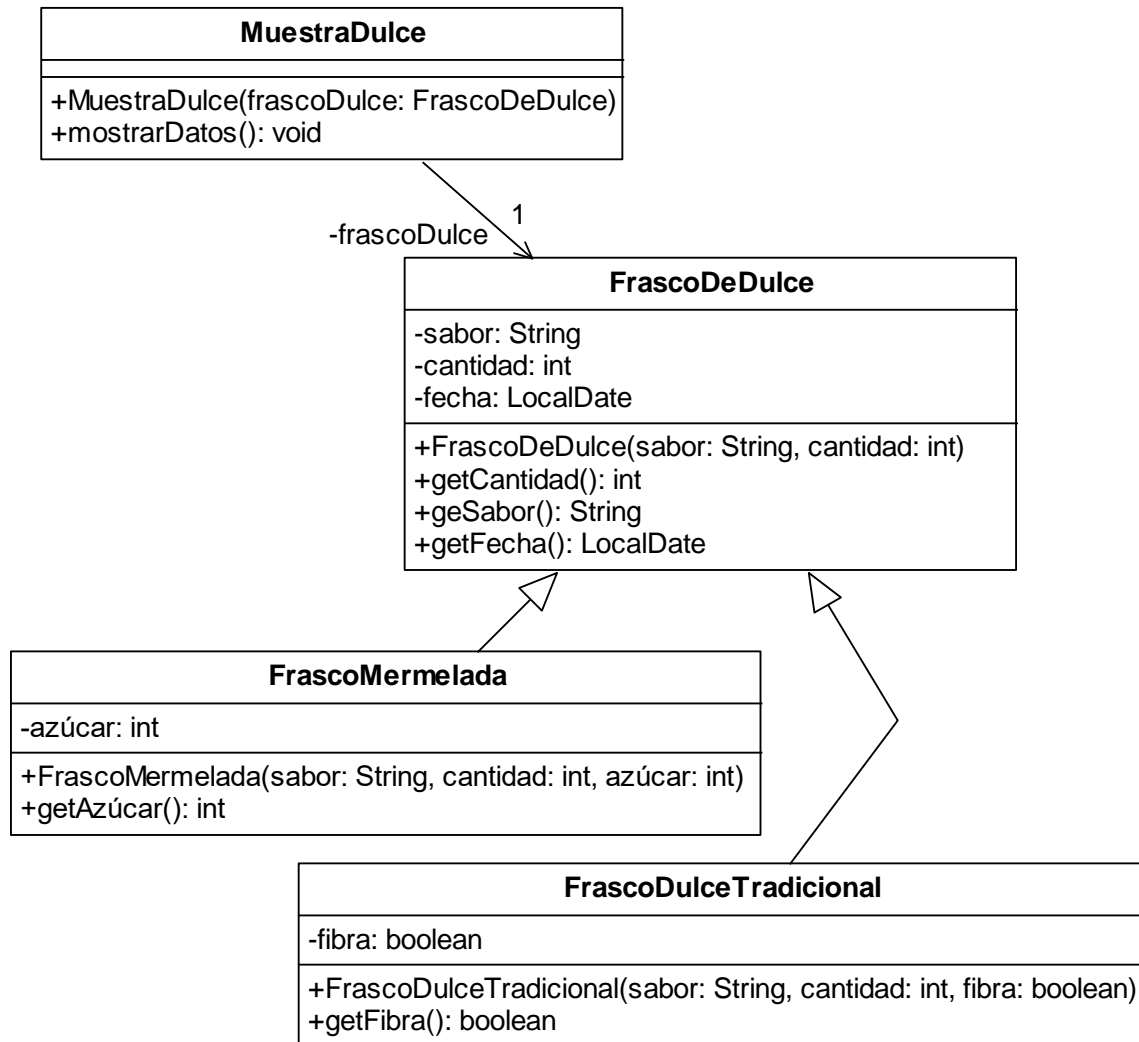 MuestraDulce
+MuestraDulce(frascoDulce: FrascoDeDulce)
+mostrarDatos(): void
1
-frascoDulce
FrascoDeDulce
-sabor: String
-cantidad: int
-fecha: LocalDate
+FrascoDeDulce(sabor: String, cantidad: int)
+getCantidad(): int
+geSabor(): String
+getFecha(): LocalDate
FrascoMermelada
-azúcar: int
+FrascoMermelada(sabor: String, cantidad: int, azúcar: int)
+getAzúcar(): int
FrascoDulceTradicional
-fibra: boolean
+FrascoDulceTradicional(sabor: String, cantidad: int, fibra: boolean)
+getFibra(): boolean